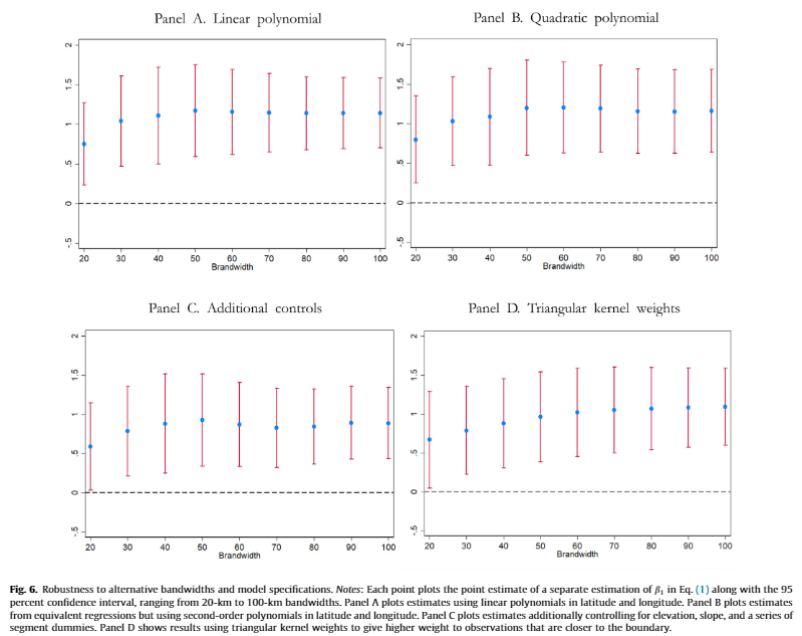 Panel A. Linear polynomial
Panel B. Quadratic polynomial
2
1.5
1
.5
0
-.5
20 30 40 50 60 70 80 90 100
Brandwidth
2
1.5
1
.5
0
-.5
20 30 40 50 60 70 80 90 100
Brandwidth
Panel C. Additional controls
Panel D. Triangular kernel weights
2
1.5
1
.5
0
-.5
20 30 40 50 60 70 80 90 100
Brandwidth
2
1.5
1
.5
0
-.5
20 30 40 50 60 70 80 90 100
Brandwidth
Fig. 6. Robustness to alternative bandwidths and model specifications. Notes: Each point plots the point estimate of a separate estimation of β1 in Eq. (1) along with the 95
percent confidence interval, ranging from 20-km to 100-km bandwidths. Panel A plots estimates using linear polynomials in latitude and longitude. Panel B plots estimates
from equivalent regressions but using second-order polynomials in latitude and longitude. Panel C plots estimates additionally controlling for elevation, slope, and a series of
segment dummies. Panel D shows results using triangular kernel weights to give higher weight to observations that are closer to the boundary.